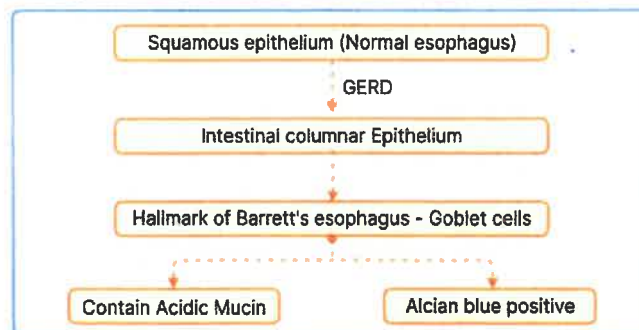 Squamous epithelium (Normal esophagus)
GERD
Intestinal columnar Epithelium
Hallmark of Barrett's esophagus - Goblet cells
Contain Acidic Mucin
Alcian blue positive